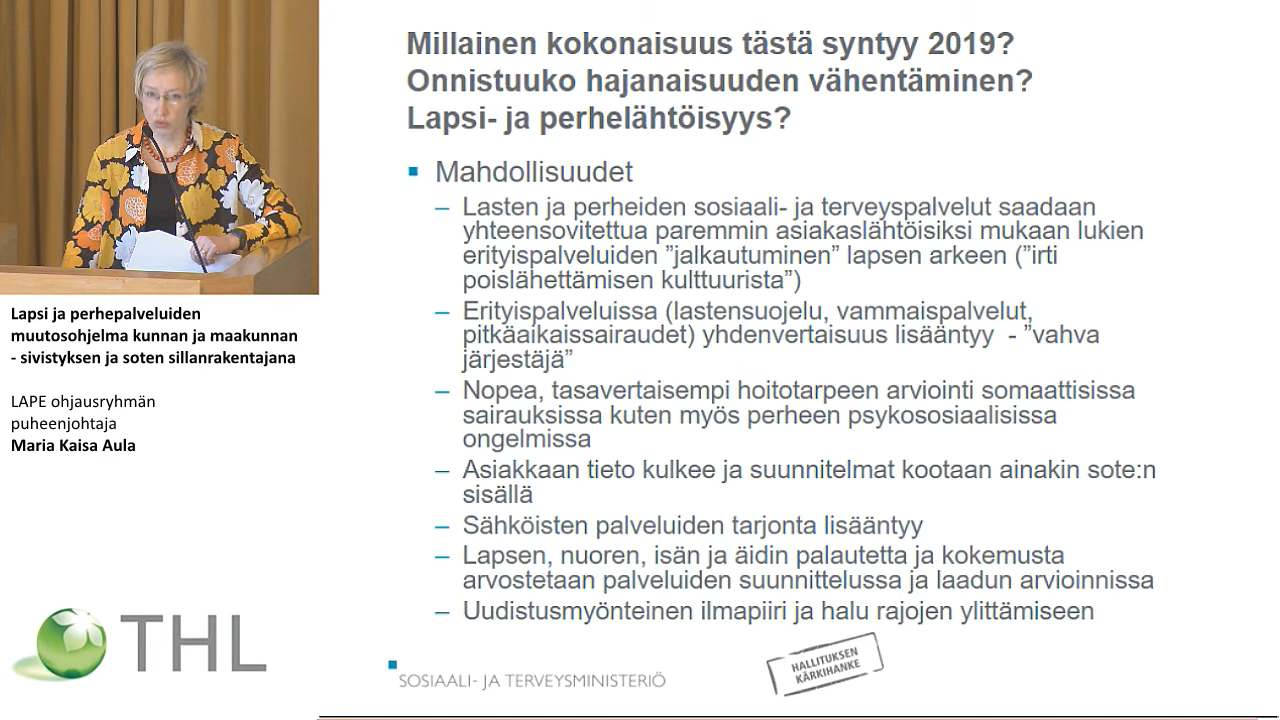 Millainen kokonaisuus tästä syntyy 2019?
Onnistuuko hajanaisuuden vähentäminen?
Lapsi- ja perhelähtöisyys?
Mahdollisuudet
– Lasten ja perheiden sosiaali- ja terveyspalvelut saadaan
yhteensovitettua paremmin asiakaslähtöisiksi mukaan lukien
erityispalveluiden ”jalkautuminen” lapsen arkeen (”irti
poislähettämisen kulttuurista”)
– Erityispalveluissa (lastensuojelu, vammaispalvelut,
pitkäaikaissairaudet) yhdenvertaisuus lisääntyy - ”vahva
järjestäjä”
– Nopea, tasavertaisempi hoitotarpeen arviointi somaattisissa
sairauksissa kuten myös perheen psykososiaalisissa
ongelmissa
– Asiakkaan tieto kulkee ja suunnitelmat kootaan ainakin sote:n
sisällä
– Sähköisten palveluiden tarjonta lisääntyy
– Lapsen, nuoren, isän ja äidin palautetta ja kokemusta
arvostetaan palveluiden suunnittelussa ja laadun arvioinnissa
– Uudistusmyönteinen ilmapiiri ja halu rajojen ylittämiseen
Lapsi ja perhepalveluiden
muutosohjelma kunnan ja maakunnan
- sivistyksen ja soten sillanrakentajana
LAPE ohjausryhmän
puheenjohtaja
Maria Kaisa Aula
THL
SOSIAALI- JA TERVEYSMINISTERIÖ
HALLITUKSEN
KÄRKIHANKE